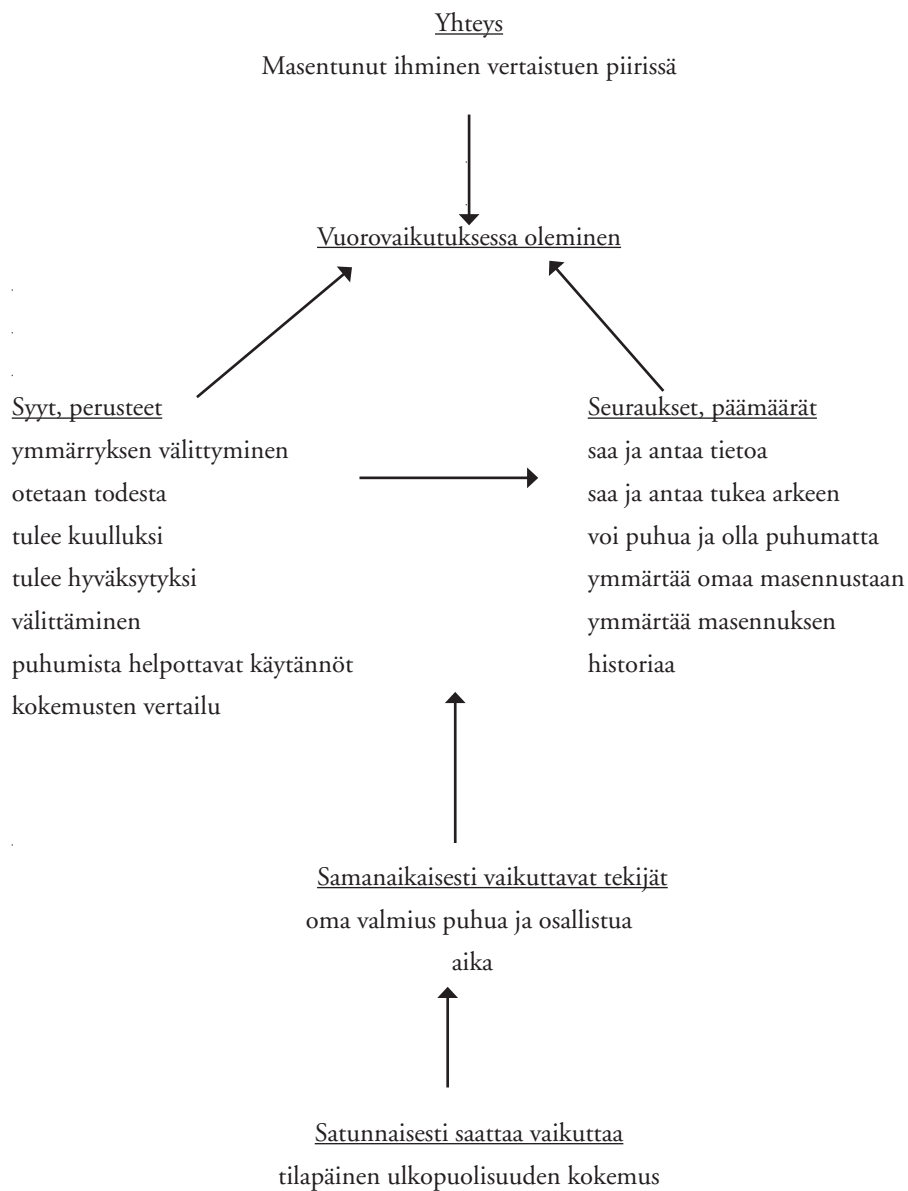 Yhteys
Masentunut ihminen vertaistuen piirissä
Vuorovaikutuksessa oleminen
Syyt, perusteet
ymmärryksen välittyminen
otetaan todesta
tulee kuulluksi
tulee hyväksytyksi
välittäminen
puhumista helpottavat käytännöt
kokemusten vertailu
Seuraukset, päämäärät
saa ja antaa tietoa
saa ja antaa tukea arkeen
voi puhua ja olla puhumatta
ymmärtää omaa masennustaan
ymmärtää masennuksen
historiaa
Samanaikaisesti vaikuttavat tekijät
oma valmius puhua ja osallistua
aika
Satunnaisesti saattaa vaikuttaa
tilapäinen ulkopuolisuuden kokemus